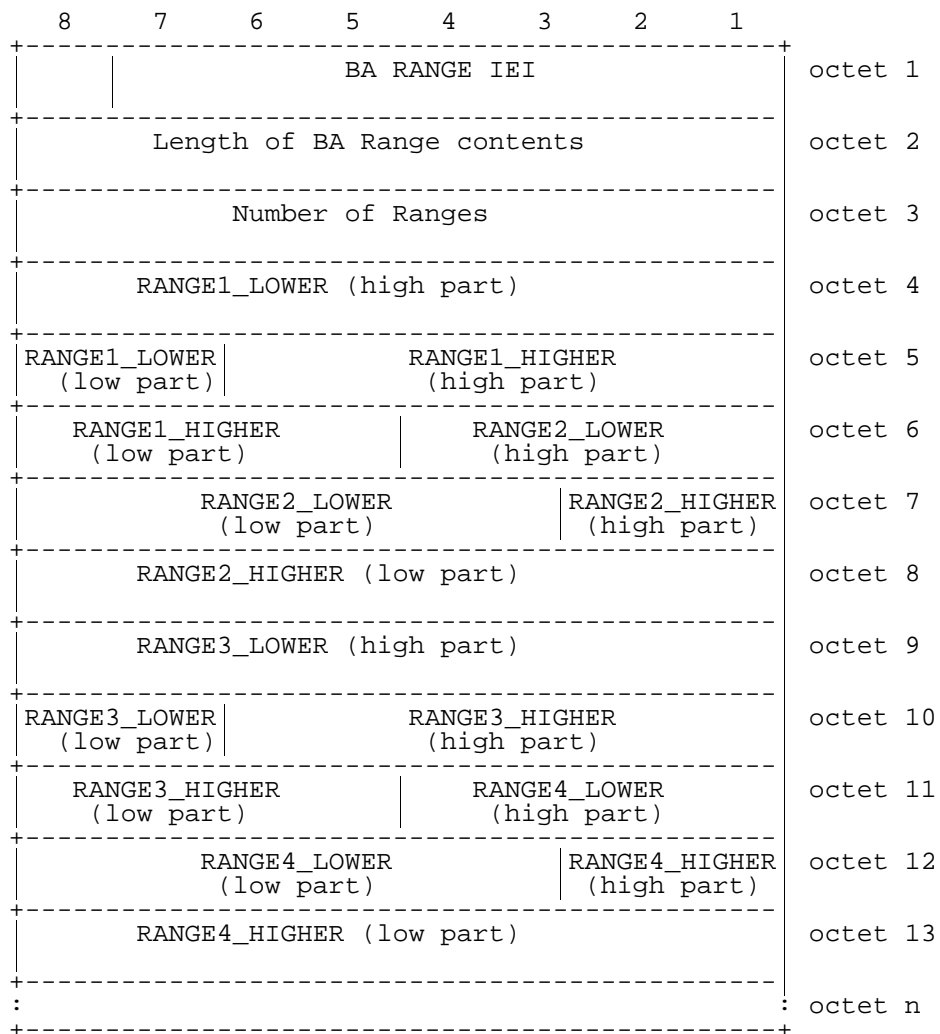 8 7 6 5 4 3 2 1
BA RANGE IEI octet 1
Length of BA Range contents octet 2
Number of Ranges octet 3
RANGE1_LOWER (high part) octet 4
RANGE1_LOWER RANGE1_HIGHER octet 5
(low part) (high part)
RANGE1_HIGHER RANGE2_LOWER octet 6
(low part) (high part)
RANGE2_LOWER RANGE2_HIGHER octet 7
(low part) (high part)
RANGE2_HIGHER (low part) octet 8
RANGE3_LOWER (high part) octet 9
RANGE3_LOWER RANGE3_HIGHER octet 10
(low part) (high part)
RANGE3_HIGHER RANGE4_LOWER octet 11
(low part) (high part)
RANGE4_LOWER RANGE4_HIGHER octet 12
(low part) (high part)
RANGE4_HIGHER (low part) octet 13
: : octet n